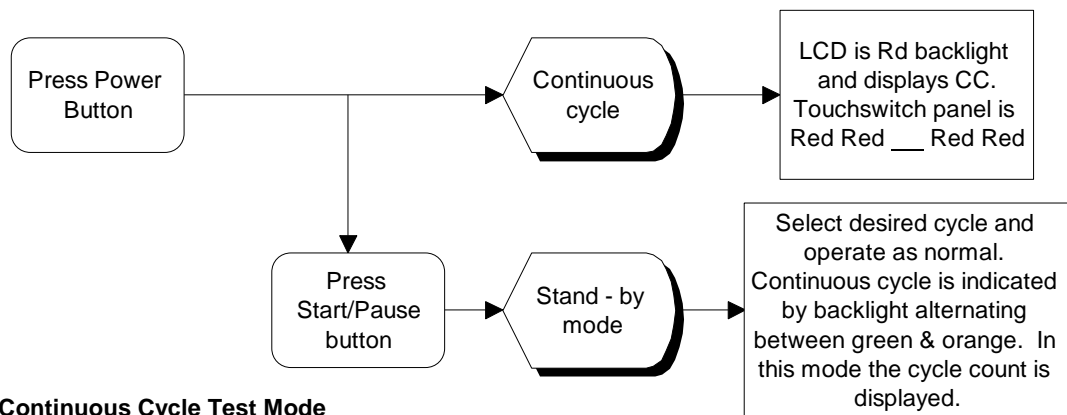 Press Power
Button
Continuous
cycle
LCD is Rd backlight
and displays CC.
Touchswitch panel is
Red Red ___ Red Red
Press
Start/Pause
button
Stand - by
mode
Select desired cycle and
operate as normal.
Continuous cycle is indicated
by backlight alternating
between green & orange. In
this mode the cycle count is
displayed.
Continuous Cycle Test Mode